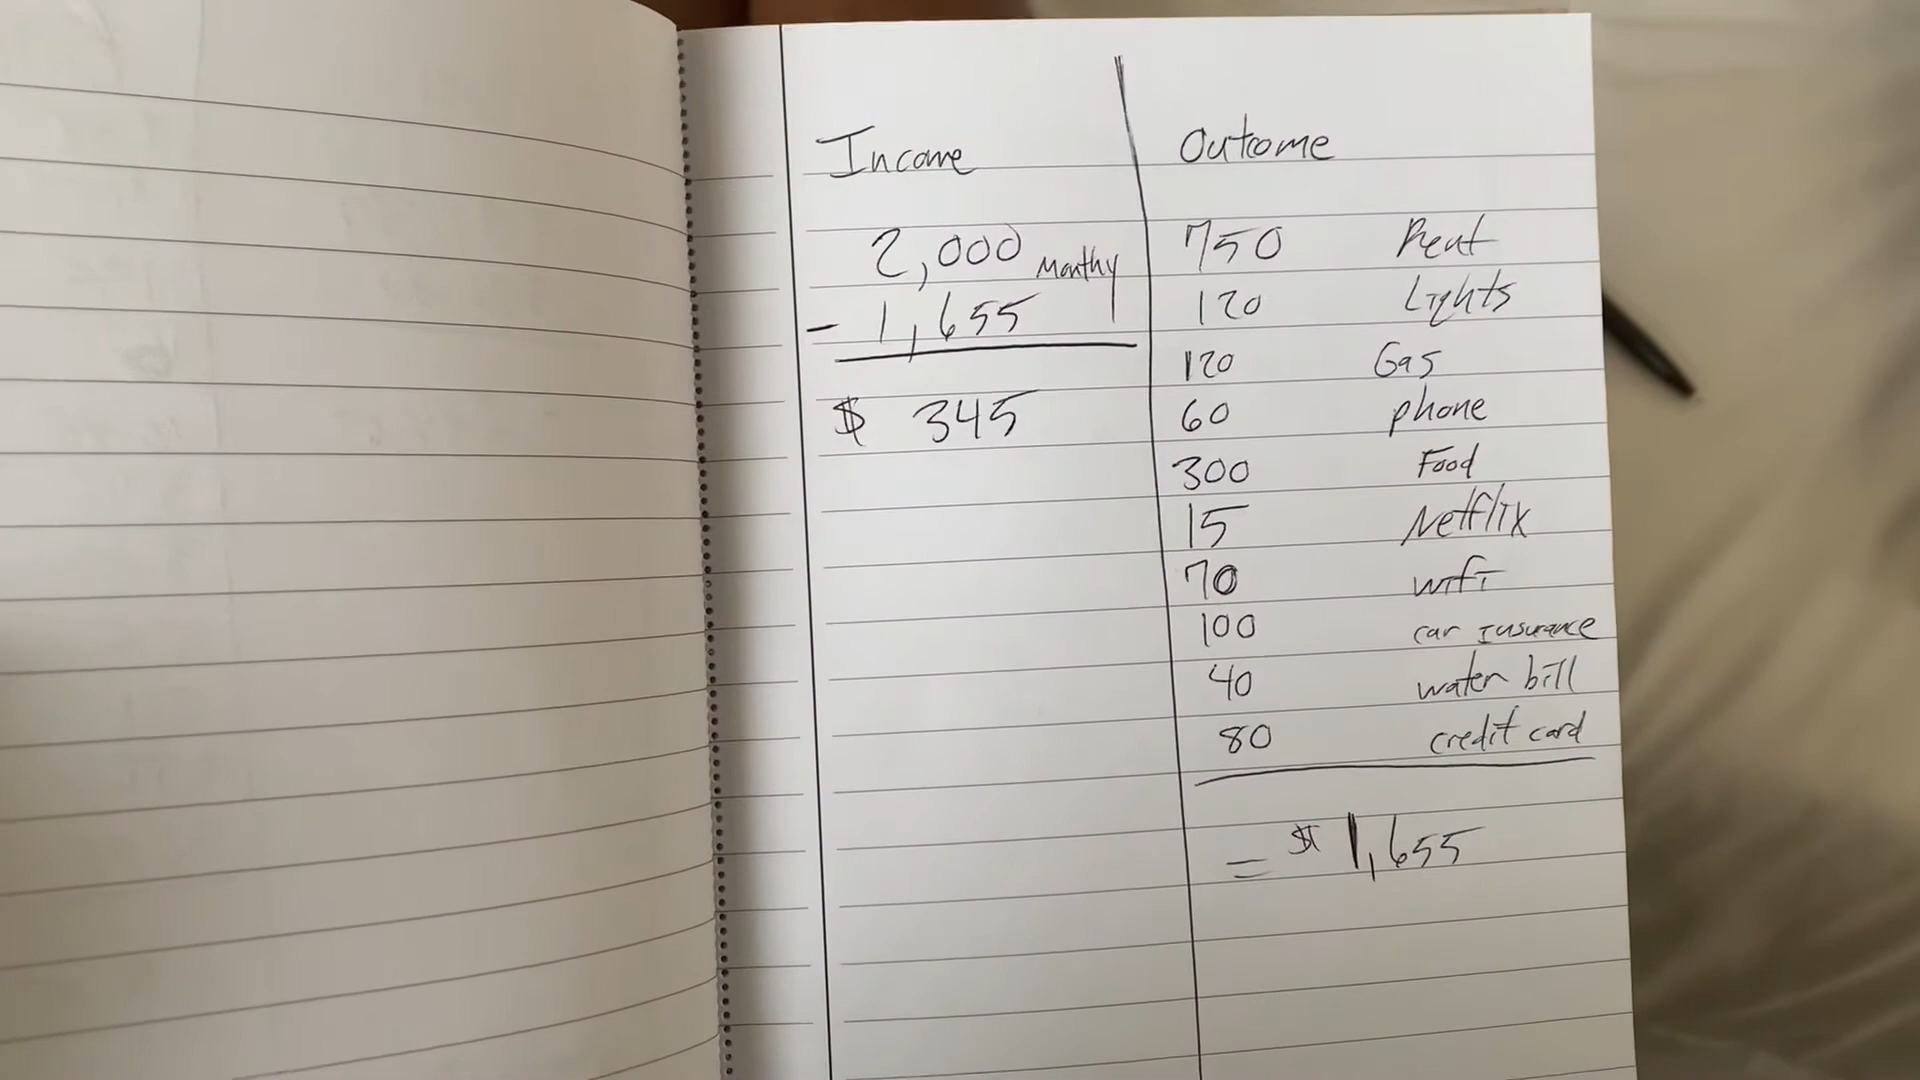 Income
2,000 Monthy
- 1,655
$ 345
Outcome
750 Rent
120 Lights
120 Gas
60 phone
300 Food
15 Netflix
70 wifi
100 car insurance
40 water bill
80 credit card
= $ 1,655